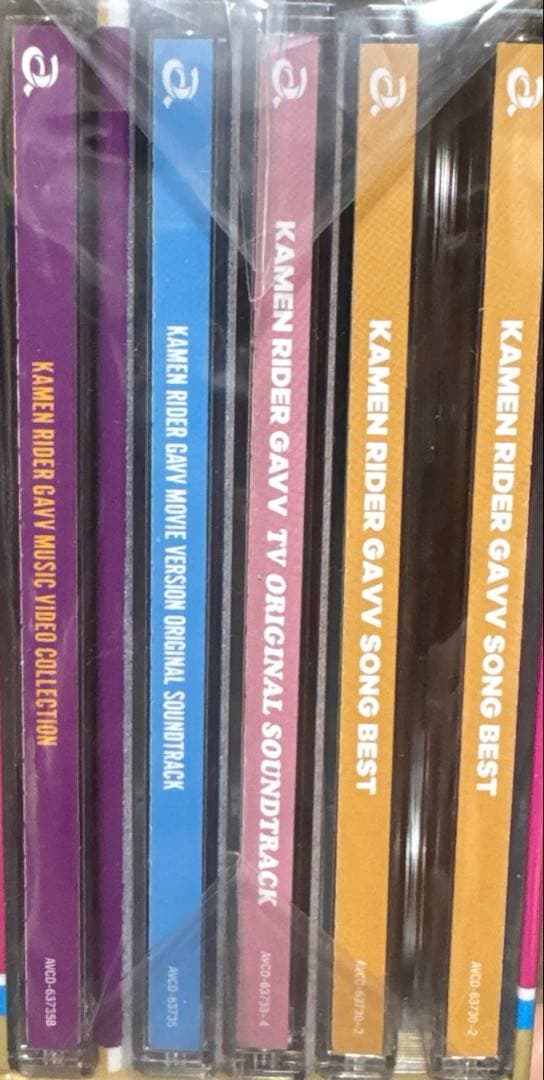 KAMEN RIDER GAVV MUSIC VIDEO COLLECTION
AVCD-63735B
KAMEN RIDER GAVV MOVIE VERSION ORIGINAL SOUNDTRACK
AVCD-63735
KAMEN RIDER GAVV TV ORIGINAL SOUNDTRACK
AVCD-63733~4
KAMEN RIDER GAVV SONG BEST
AVCD-63730~2
KAMEN RIDER GAVV SONG BEST
AVCD-63730~2